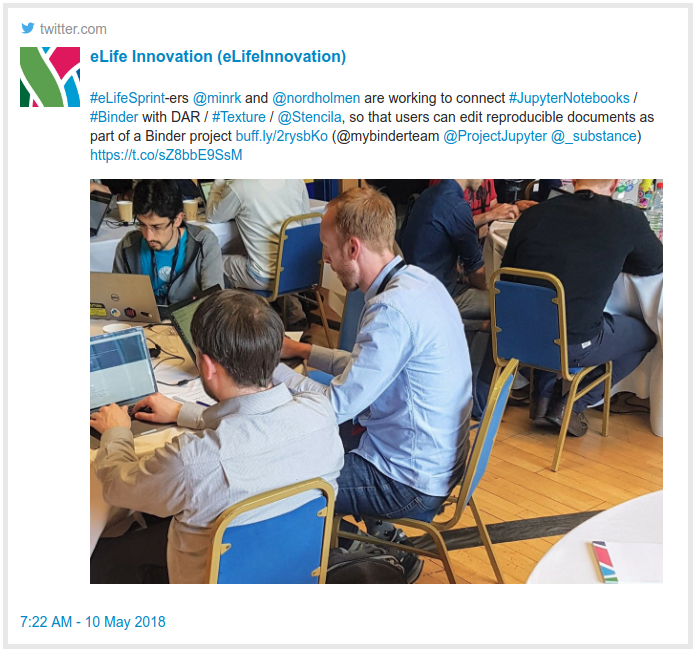 twitter.com
eLife Innovation (eLifeInnovation)
#eLifeSprint-ers @minrk and @nordholmen are working to connect #JupyterNotebooks /
#Binder with DAR / #Texture / @Stencila, so that users can edit reproducible documents as
part of a Binder project buff.ly/2rysbKo (@mybinderteam @ProjectJupyter @_substance)
https://t.co/sZ8bbE9SsM
7:22 AM - 10 May 2018